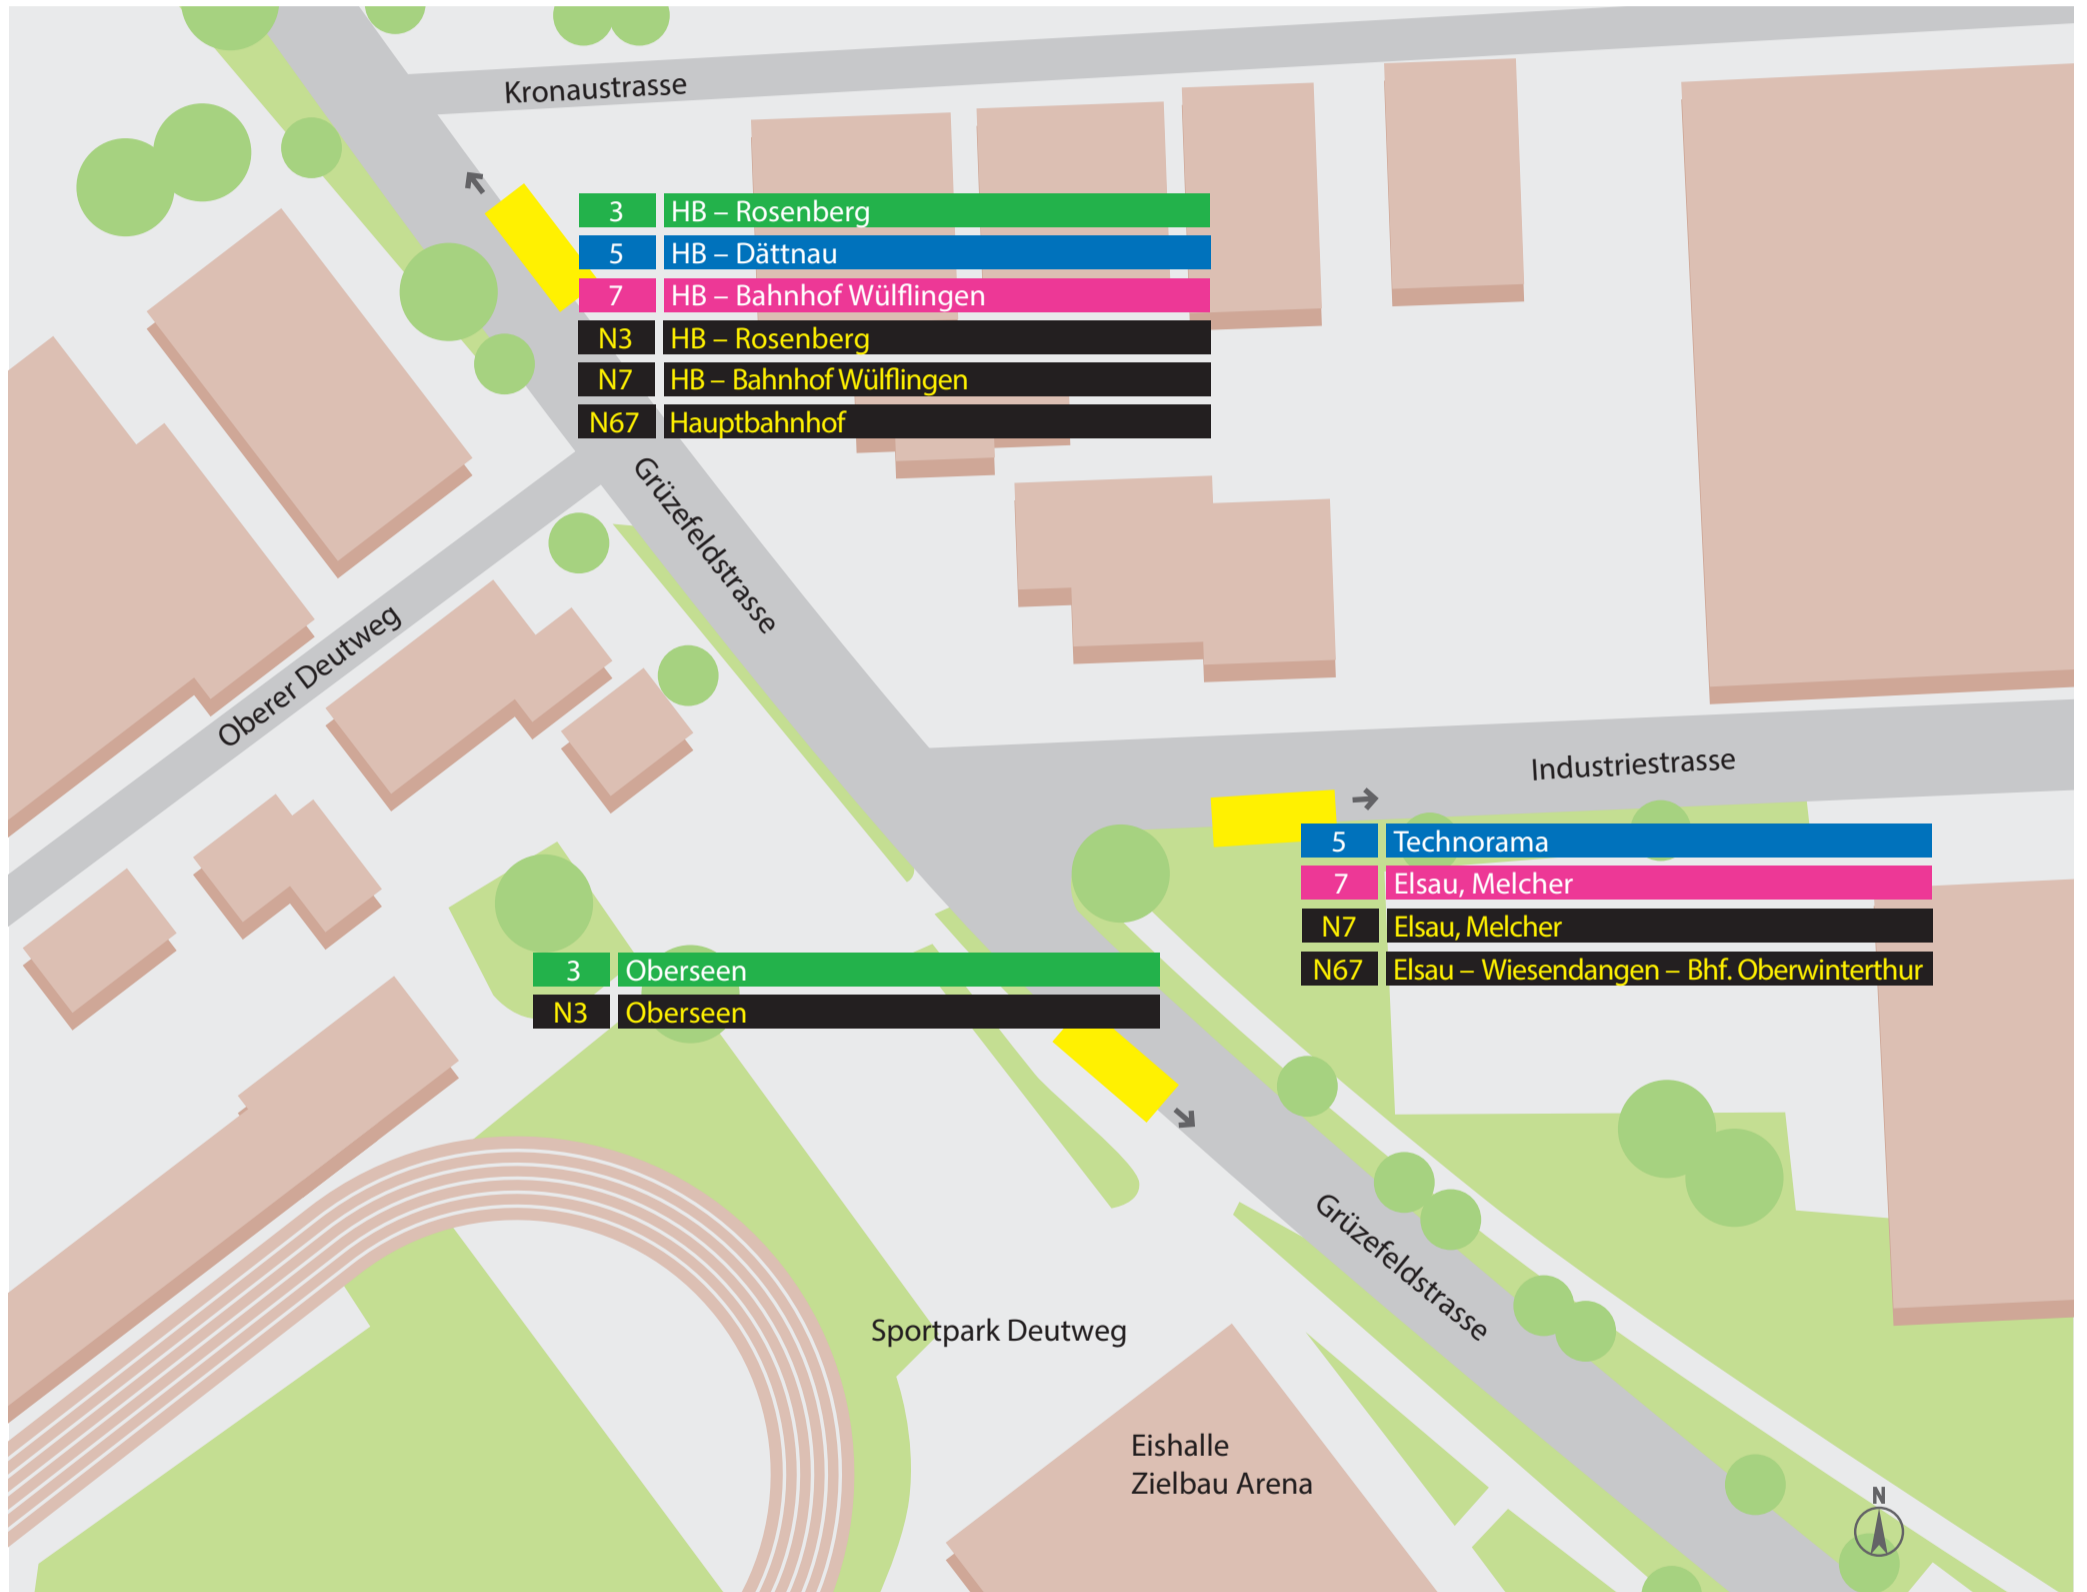 Kronaustrasse
3 HB – Rosenberg
5 HB – Dättnau
7 HB – Bahnhof Wülflingen
N3 HB – Rosenberg
N7 HB – Bahnhof Wülflingen
N67 Hauptbahnhof
Grüzefeldstrasse
Oberer Deutweg
Industriestrasse
5 Technorama
7 Elsau, Melcher
N7 Elsau, Melcher
N67 Elsau – Wiesendangen – Bhf. Oberwinterthur
3 Oberseen
N3 Oberseen
Grüzefeldstrasse
Sportpark Deutweg
Eishalle
Zielbau Arena
N